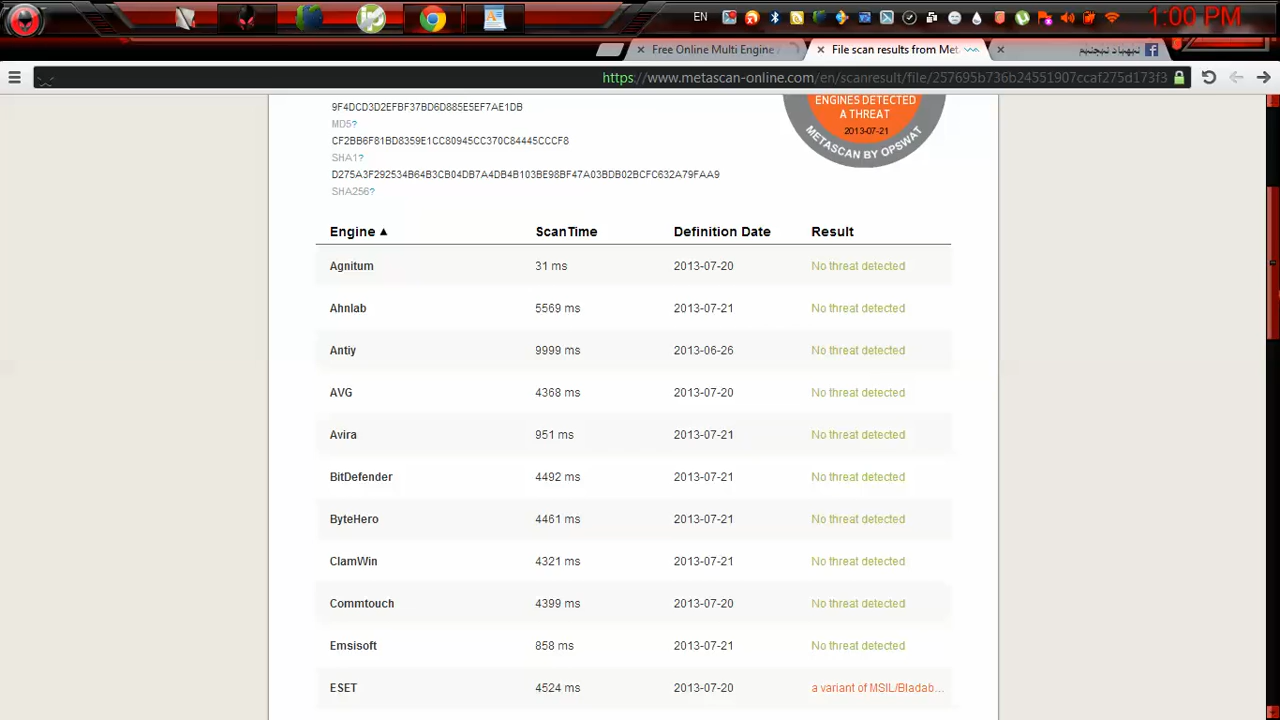 EN
1:00 PM
Free Online Multi Engine
File scan results from Met
https://www.metascan-online.com/en/scanresult/file/257695b736b24551907ccaf275d173f3
9F4DCD3D2EFBF37BD6D885E5EF7AE1DB
MD5?
CF2BB6F81BD8359E1CC80945CC370C84445CCCF8
SHA1?
D275A3F292534B64B3CB04DB7A4DB4B103BE98BF47A03BDB02BCFC632A79FAA9
SHA256?
ENGINES DETECTED
A THREAT
2013-07-21
METASCAN BY OPSWAT
Engine ▲ ScanTime Definition Date Result
Agnitum 31 ms 2013-07-20 No threat detected
Ahnlab 5569 ms 2013-07-21 No threat detected
Antiy 9999 ms 2013-06-26 No threat detected
AVG 4368 ms 2013-07-20 No threat detected
Avira 951 ms 2013-07-21 No threat detected
BitDefender 4492 ms 2013-07-21 No threat detected
ByteHero 4461 ms 2013-07-21 No threat detected
ClamWin 4321 ms 2013-07-21 No threat detected
Commtouch 4399 ms 2013-07-20 No threat detected
Emsisoft 858 ms 2013-07-21 No threat detected
ESET 4524 ms 2013-07-20 a variant of MSIL/Bladab...